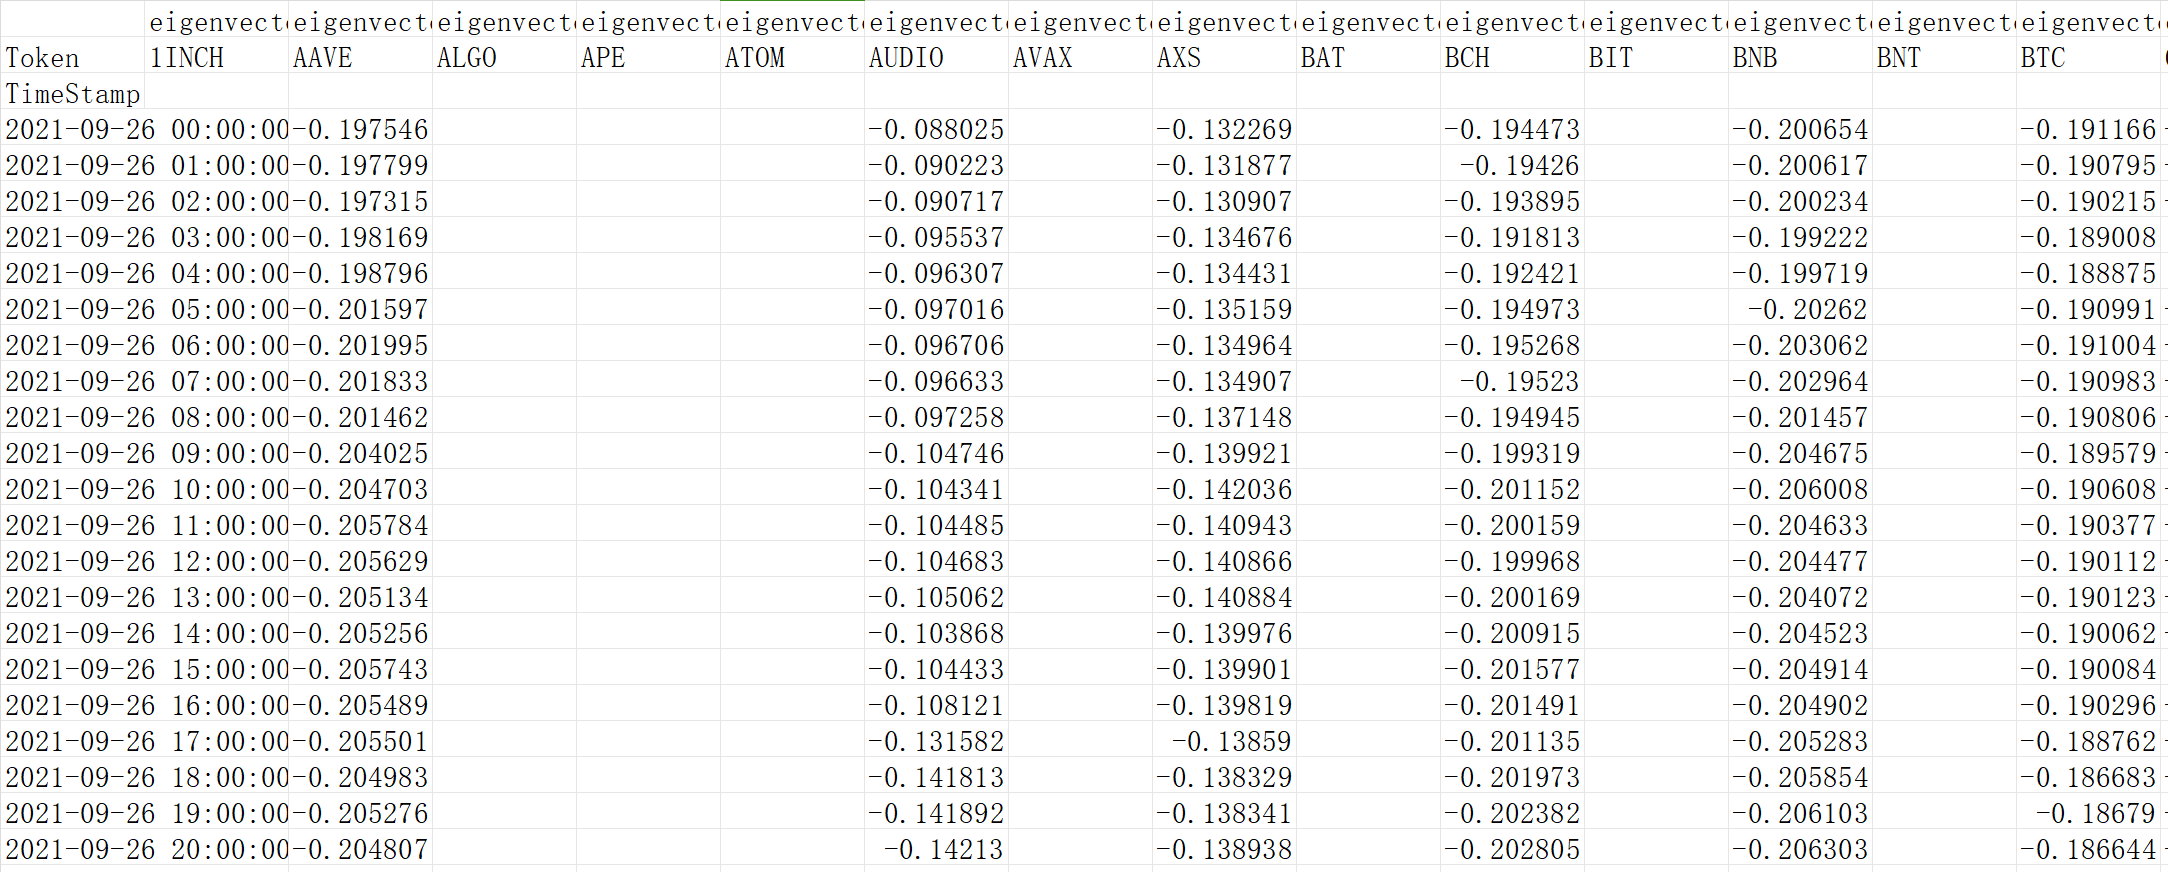 eigenvecte eigenvecte eigenvecte eigenvecte eigenvecte eigenvecte eigenvecte eigenvecte eigenvecte eigenvecte eigenvecte eigenvecte eigenvecte eigenvecte
Token 1INCH AAVE ALGO APE ATOM AUDIO AVAX AXS BAT BCH BIT BNB BNT BTC
TimeStamp
2021-09-26 00:00:00 -0.197546 -0.088025 -0.132269 -0.194473 -0.200654 -0.191166
2021-09-26 01:00:00 -0.197799 -0.090223 -0.131877 -0.19426 -0.200617 -0.190795
2021-09-26 02:00:00 -0.197315 -0.090717 -0.130907 -0.193895 -0.200234 -0.190215
2021-09-26 03:00:00 -0.198169 -0.095537 -0.134676 -0.191813 -0.199222 -0.189008
2021-09-26 04:00:00 -0.198796 -0.096307 -0.134431 -0.192421 -0.199719 -0.188875
2021-09-26 05:00:00 -0.201597 -0.097016 -0.135159 -0.194973 -0.20262 -0.190991
2021-09-26 06:00:00 -0.201995 -0.096706 -0.134964 -0.195268 -0.203062 -0.191004
2021-09-26 07:00:00 -0.201833 -0.096633 -0.134907 -0.19523 -0.202964 -0.190983
2021-09-26 08:00:00 -0.201462 -0.097258 -0.137148 -0.194945 -0.201457 -0.190806
2021-09-26 09:00:00 -0.204025 -0.104746 -0.139921 -0.199319 -0.204675 -0.189579
2021-09-26 10:00:00 -0.204703 -0.104341 -0.142036 -0.201152 -0.206008 -0.190608
2021-09-26 11:00:00 -0.205784 -0.104485 -0.140943 -0.200159 -0.204633 -0.190377
2021-09-26 12:00:00 -0.205629 -0.104683 -0.140866 -0.199968 -0.204477 -0.190112
2021-09-26 13:00:00 -0.205134 -0.105062 -0.140884 -0.200169 -0.204072 -0.190123
2021-09-26 14:00:00 -0.205256 -0.103868 -0.139976 -0.200915 -0.204523 -0.190062
2021-09-26 15:00:00 -0.205743 -0.104433 -0.139901 -0.201577 -0.204914 -0.190084
2021-09-26 16:00:00 -0.205489 -0.108121 -0.139819 -0.201491 -0.204902 -0.190296
2021-09-26 17:00:00 -0.205501 -0.131582 -0.13859 -0.201135 -0.205283 -0.188762
2021-09-26 18:00:00 -0.204983 -0.141813 -0.138329 -0.201973 -0.205854 -0.186683
2021-09-26 19:00:00 -0.205276 -0.141892 -0.138341 -0.202382 -0.206103 -0.18679
2021-09-26 20:00:00 -0.204807 -0.14213 -0.138938 -0.202805 -0.206303 -0.186644